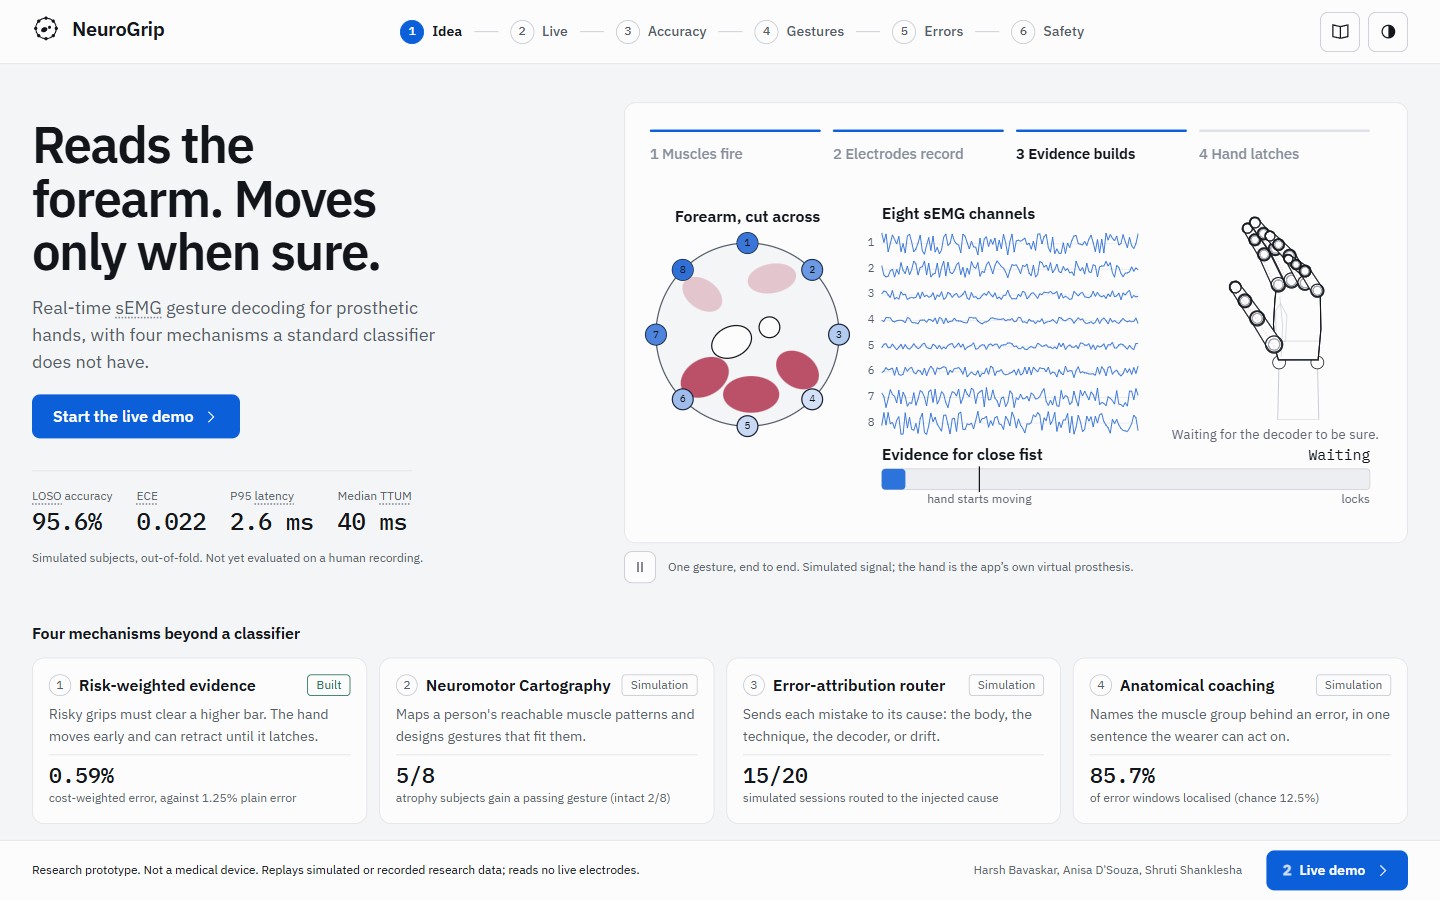 NeuroGrip
1 Idea
2 Live
3 Accuracy
4 Gestures
5 Errors
6 Safety
Reads the
forearm. Moves
only when sure.
Real-time sEMG gesture decoding for prosthetic
hands, with four mechanisms a standard classifier
does not have.
Start the live demo
LOSO accuracy
95.6%
ECE
0.022
P95 latency
2.6 ms
Median TTUM
40 ms
Simulated subjects, out-of-fold. Not yet evaluated on a human recording.
1 Muscles fire
2 Electrodes record
3 Evidence builds
4 Hand latches
Forearm, cut across
1
2
3
4
5
6
7
8
Eight sEMG channels
1
2
3
4
5
6
7
8
Waiting for the decoder to be sure.
Evidence for close fist
Waiting
hand starts moving
locks
One gesture, end to end. Simulated signal; the hand is the app’s own virtual prosthesis.
Four mechanisms beyond a classifier
1 Risk-weighted evidence
Built
Risky grips must clear a higher bar. The hand
moves early and can retract until it latches.
0.59%
cost-weighted error, against 1.25% plain error
2 Neuromotor Cartography
Simulation
Maps a person's reachable muscle patterns and
designs gestures that fit them.
5/8
atrophy subjects gain a passing gesture (intact 2/8)
3 Error-attribution router
Simulation
Sends each mistake to its cause: the body, the
technique, the decoder, or drift.
15/20
simulated sessions routed to the injected cause
4 Anatomical coaching
Simulation
Names the muscle group behind an error, in one
sentence the wearer can act on.
85.7%
of error windows localised (chance 12.5%)
Research prototype. Not a medical device. Replays simulated or recorded research data; reads no live electrodes.
Harsh Bavaskar, Anisa D'Souza, Shruti Shanklesha
2 Live demo